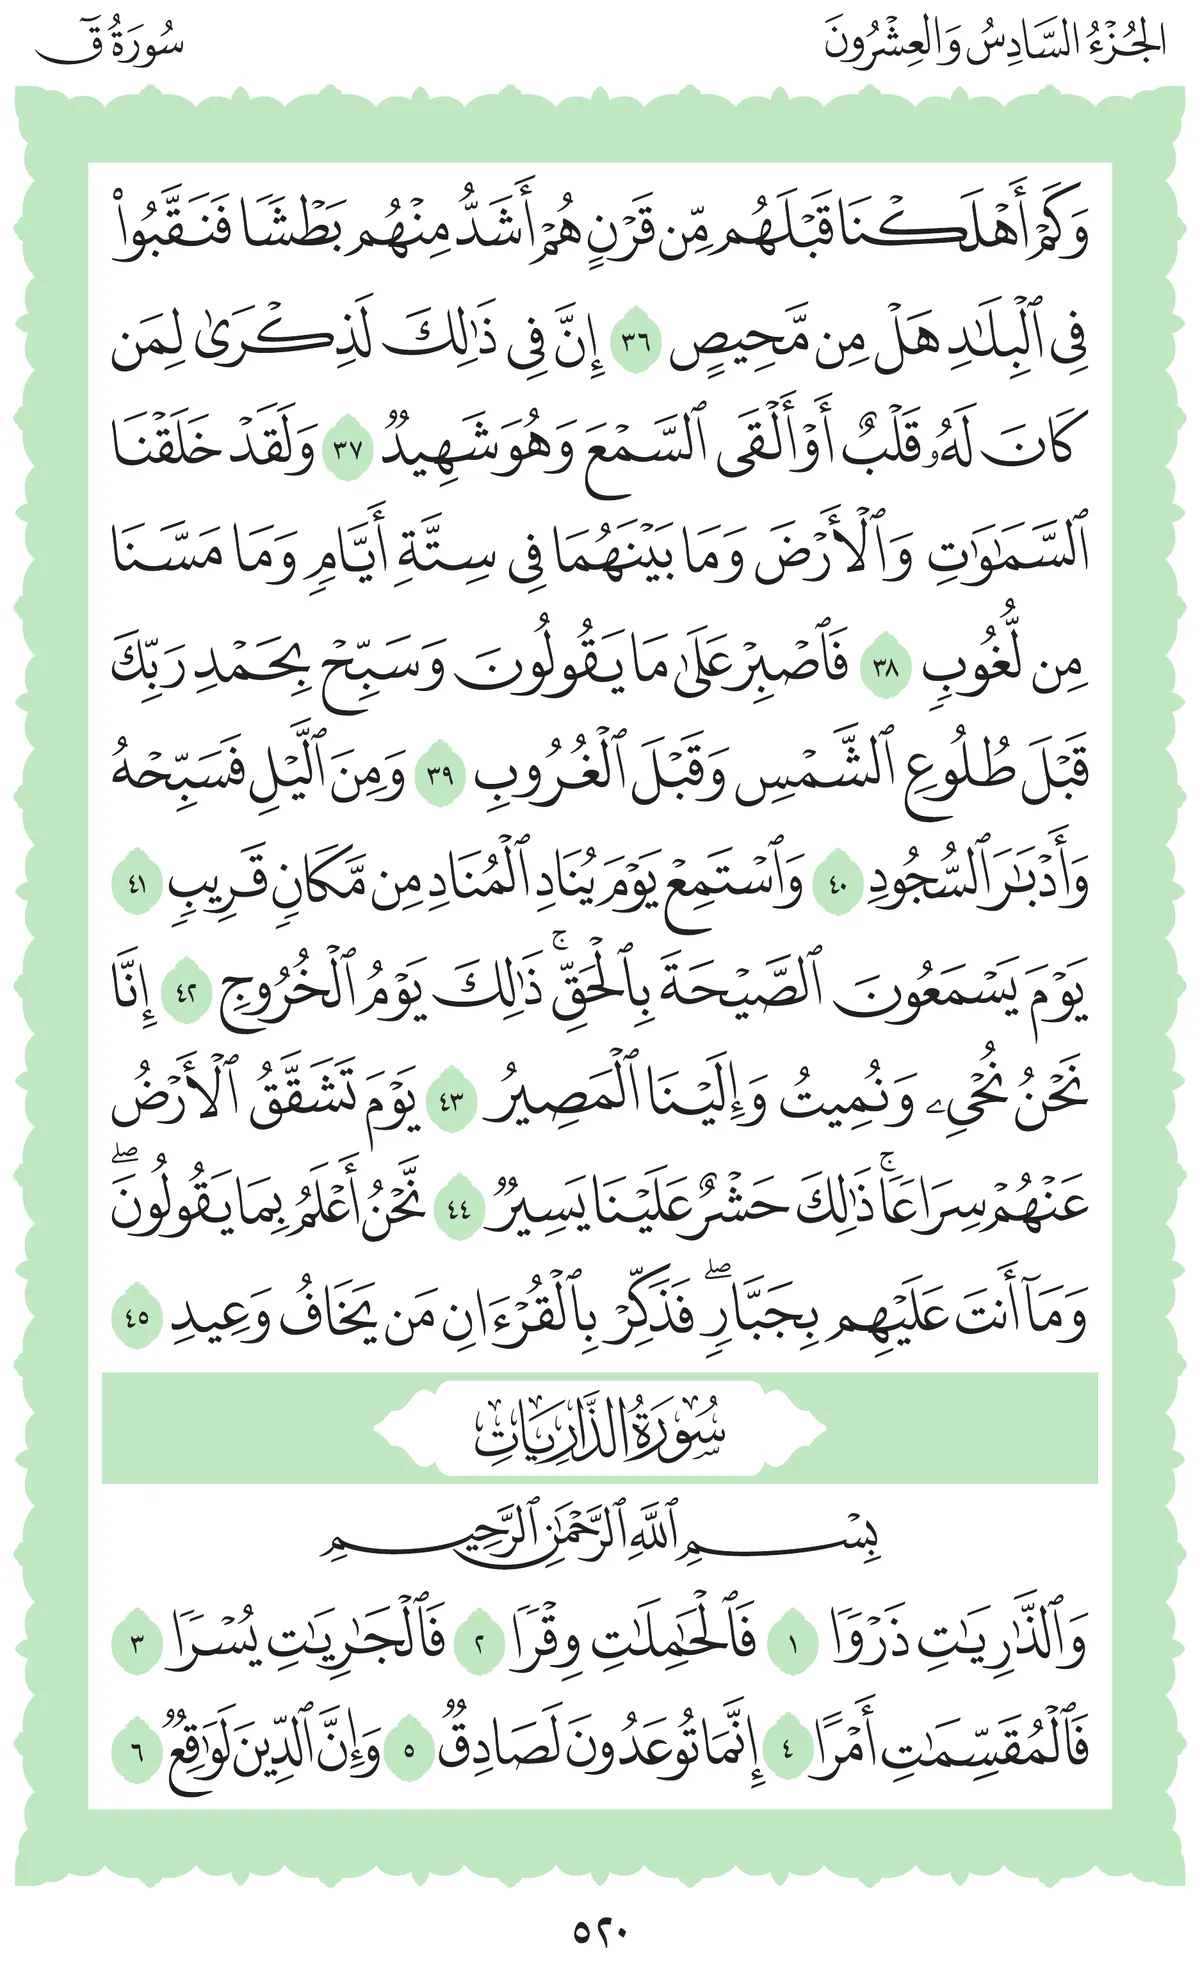 الجُزْءُ السَّادِسُ وَالعِشْرُونَ
سُورَةُ قٓ
وَكَمْ أَهْلَكْنَا قَبْلَهُم مِّن قَرْنٍ هُمْ أَشَدُّ مِنْهُم بَطْشًا فَنَقَّبُوا۟
فِى ٱلْبِلَـٰدِ هَلْ مِن مَّحِيصٍ ٣٦ إِنَّ فِى ذَٰلِكَ لَذِكْرَىٰ لِمَن
كَانَ لَهُۥ قَلْبٌ أَوْ أَلْقَى ٱلسَّمْعَ وَهُوَ شَهِيدٌ ٣٧ وَلَقَدْ خَلَقْنَا
ٱلسَّمَـٰوَٰتِ وَٱلْأَرْضَ وَمَا بَيْنَهُمَا فِى سِتَّةِ أَيَّامٍ وَمَا مَسَّنَا
مِن لُّغُوبٍ ٣٨ فَٱصْبِرْ عَلَىٰ مَا يَقُولُونَ وَسَبِّحْ بِحَمْدِ رَبِّكَ
قَبْلَ طُلُوعِ ٱلشَّمْسِ وَقَبْلَ ٱلْغُرُوبِ ٣٩ وَمِنَ ٱلَّيْلِ فَسَبِّحْهُ
وَأَدْبَـٰرَ ٱلسُّجُودِ ٤٠ وَٱسْتَمِعْ يَوْمَ يُنَادِ ٱلْمُنَادِ مِن مَّكَانٍ قَرِيبٍ ٤١
يَوْمَ يَسْمَعُونَ ٱلصَّيْحَةَ بِٱلْحَقِّ ۚ ذَٰلِكَ يَوْمُ ٱلْخُرُوجِ ٤٢ إِنَّا
نَحْنُ نُحْىِۦ وَنُمِيتُ وَإِلَيْنَا ٱلْمَصِيرُ ٤٣ يَوْمَ تَشَقَّقُ ٱلْأَرْضُ
عَنْهُمْ سِرَاعًا ۚ ذَٰلِكَ حَشْرٌ عَلَيْنَا يَسِيرٌ ٤٤ نَّحْنُ أَعْلَمُ بِمَا يَقُولُونَ ۖ
وَمَآ أَنتَ عَلَيْهِم بِجَبَّارٍ ۖ فَذَكِّرْ بِٱلْقُرْءَانِ مَن يَخَافُ وَعِيدِ ٤٥
سُورَةُ الذَّارِيَاتِ
بِسْمِ ٱللَّهِ ٱلرَّحْمَـٰنِ ٱلرَّحِيمِ
وَٱلذَّٰرِيَـٰتِ ذَرْوًا ١ فَٱلْحَـٰمِلَـٰتِ وِقْرًا ٢ فَٱلْجَـٰرِيَـٰتِ يُسْرًا ٣
فَٱلْمُقَسِّمَـٰتِ أَمْرًا ٤ إِنَّمَا تُوعَدُونَ لَصَادِقٌ ٥ وَإِنَّ ٱلدِّينَ لَوَٰقِعٌ ٦
٥٢٠